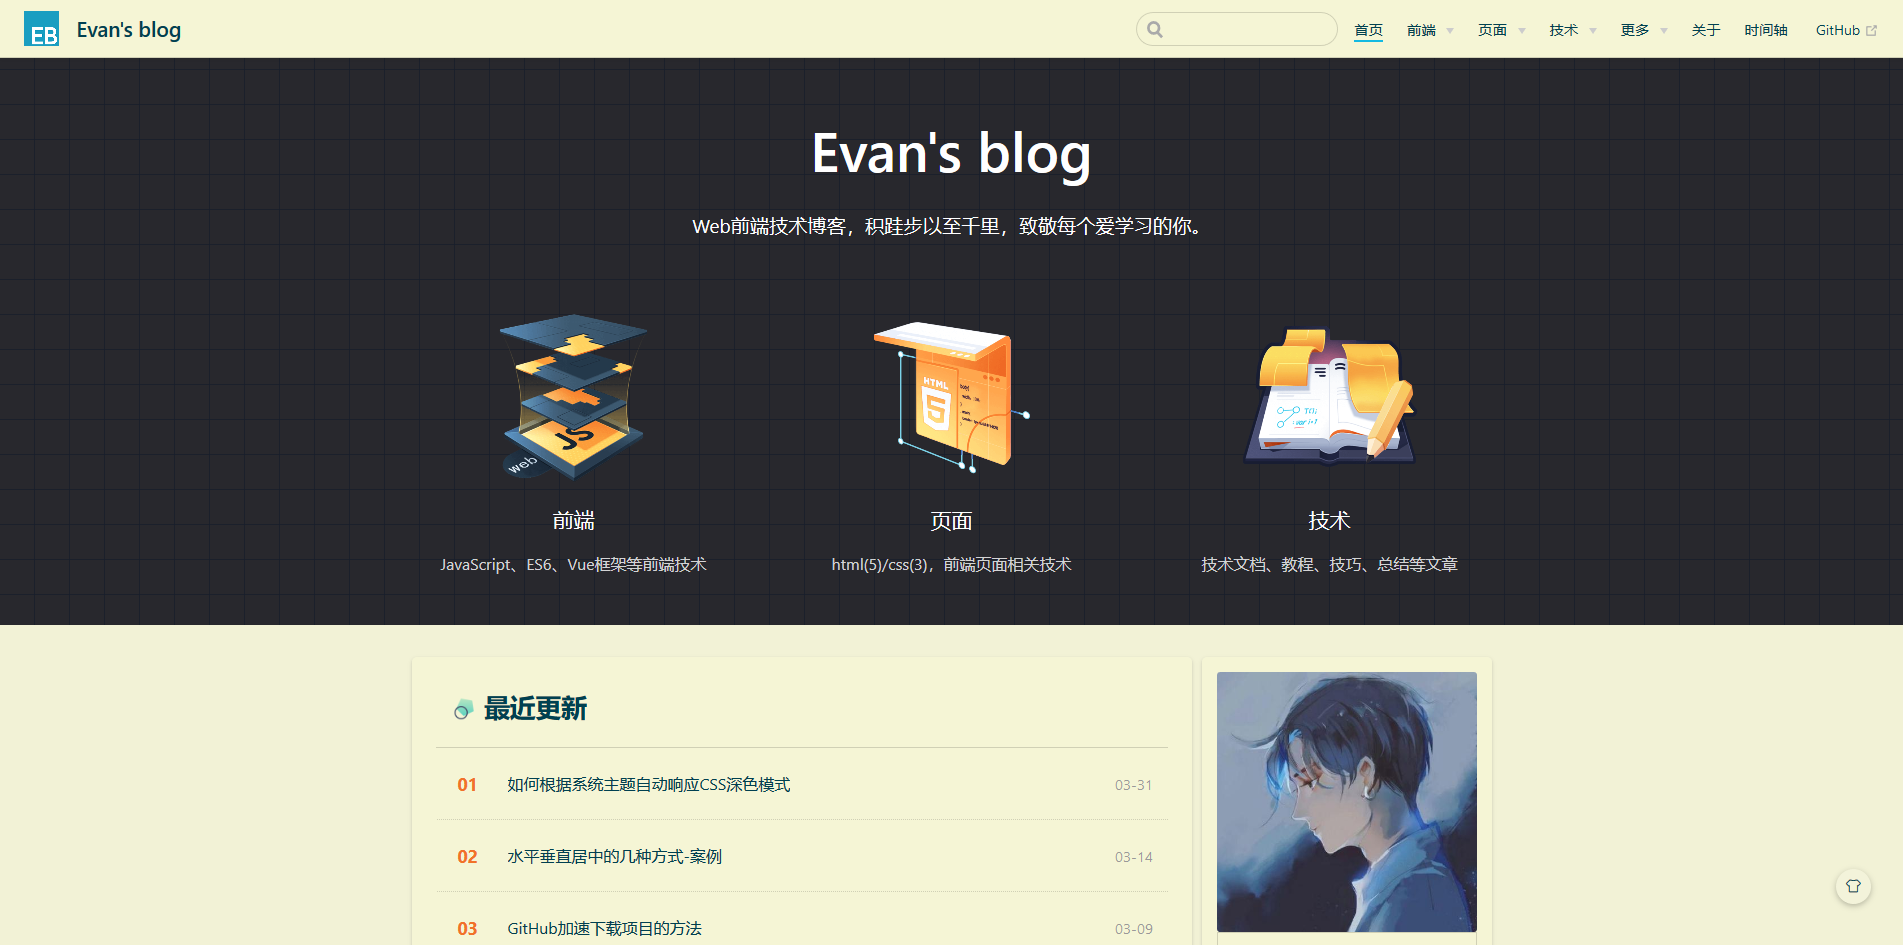 EB Evan's blog
首页 前端 页面 技术 更多 关于 时间轴 GitHub
Evan's blog
Web前端技术博客，积跬步以至千里，致敬每个爱学习的你。
JS
web
HTML
5
前端 页面 技术
JavaScript、ES6、Vue框架等前端技术 html(5)/css(3)，前端页面相关技术 技术文档、教程、技巧、总结等文章
最近更新
01 如何根据系统主题自动响应CSS深色模式 03-31
02 水平垂直居中的几种方式-案例 03-14
03 GitHub加速下载项目的方法 03-09